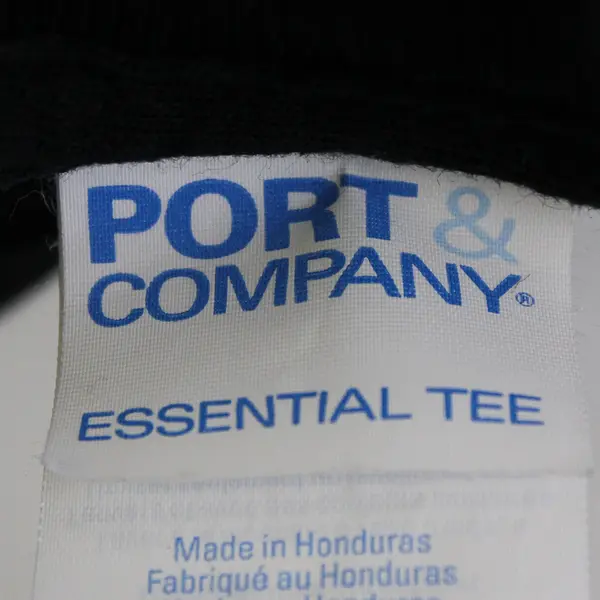 PORT &
COMPANY®
ESSENTIAL TEE
Made in Honduras
Fabriqué au Honduras